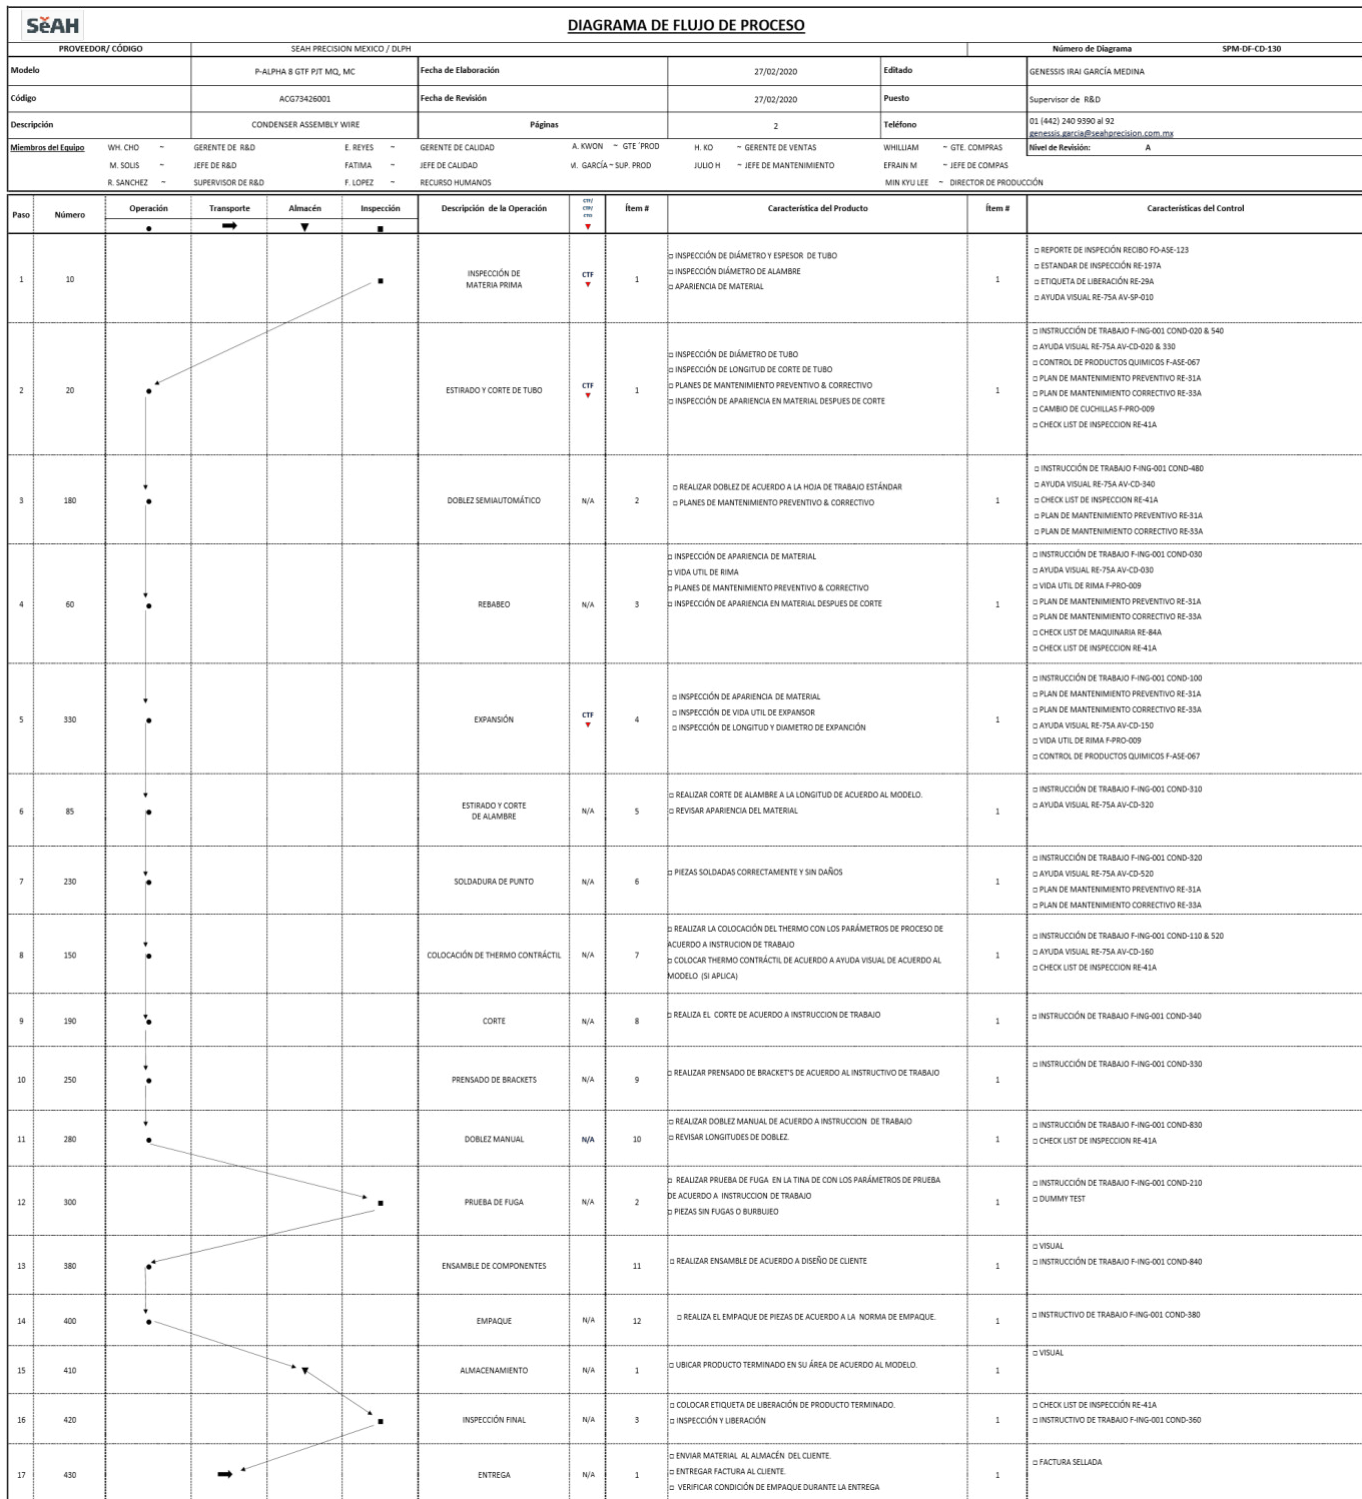 SēAH
DIAGRAMA DE FLUJO DE PROCESO
PROVEEDOR/ CÓDIGO SEAH PRECISION MEXICO / DLPH Número de Diagrama SPM-DF-CD-130
Modelo P-ALPHA 8 GTF PJT MQ, MC Fecha de Elaboración 27/02/2020 Editado GENESSIS IRAI GARCÍA MEDINA
Código ACG73426001 Fecha de Revisión 27/02/2020 Puesto Supervisor de R&D
Descripción CONDENSER ASSEMBLY WIRE Páginas 2 Teléfono 01 (442) 240 9390 al 92
genessis.garcia@seahprecision.com.mx
Miembros del Equipo WH. CHO ~ GERENTE DE R&D E. REYES ~ GERENTE DE CALIDAD A. KWON ~ GTE ´PROD H. KO ~ GERENTE DE VENTAS WHILLIAM ~ GTE. COMPRAS Nivel de Revisión: A
M. SOLIS ~ JEFE DE R&D FATIMA ~ JEFE DE CALIDAD M. GARCÍA ~ SUP. PROD JULIO H ~ JEFE DE MANTENIMIENTO EFRAIN M ~ JEFE DE COMPAS
R. SANCHEZ ~ SUPERVISOR DE R&D F. LOPEZ ~ RECURSO HUMANOS MIN KYU LEE ~ DIRECTOR DE PRODUCCIÓN
Paso Número Operación Transporte Almacén Inspección Descripción de la Operación Ítem # Característica del Producto Ítem # Características del Control
1 10 INSPECCIÓN DE
MATERIA PRIMA
CTF 1
□ INSPECCIÓN DE DIÁMETRO Y ESPESOR DE TUBO
□ INSPECCIÓN DIÁMETRO DE ALAMBRE
□ APARIENCIA DE MATERIAL
1
□ REPORTE DE INSPECIÓN RECIBO FO-ASE-123
□ ESTANDAR DE INSPECCIÓN RE-197A
□ ETIQUETA DE LIBERACIÓN RE-29A
□ AYUDA VISUAL RE-75A AV-SP-010
2 20 ESTIRADO Y CORTE DE TUBO CTF 1
□ INSPECCIÓN DE DIÁMETRO DE TUBO
□ INSPECCIÓN DE LONGITUD DE CORTE DE TUBO
□ PLANES DE MANTENIMIENTO PREVENTIVO & CORRECTIVO
□ INSPECCIÓN DE APARIENCIA EN MATERIAL DESPUES DE CORTE
1
□ INSTRUCCIÓN DE TRABAJO F-ING-001 COND-020 & 540
□ AYUDA VISUAL RE-75A AV-CD-020 & 330
□ CONTROL DE PRODUCTOS QUIMICOS F-ASE-067
□ PLAN DE MANTENIMIENTO PREVENTIVO RE-31A
□ PLAN DE MANTENIMIENTO CORRECTIVO RE-33A
□ CAMBIO DE CUCHILLAS F-PRO-009
□ CHECK LIST DE INSPECCION RE-41A
3 180 DOBLEZ SEMIAUTOMÁTICO N/A 2
□ REALIZAR DOBLEZ DE ACUERDO A LA HOJA DE TRABAJO ESTÁNDAR
□ PLANES DE MANTENIMIENTO PREVENTIVO & CORRECTIVO
1
□ INSTRUCCIÓN DE TRABAJO F-ING-001 COND-480
□ AYUDA VISUAL RE-75A AV-CD-340
□ CHECK LIST DE INSPECCION RE-41A
□ PLAN DE MANTENIMIENTO PREVENTIVO RE-31A
□ PLAN DE MANTENIMIENTO CORRECTIVO RE-33A
4 60 REBABEO N/A 3
□ INSPECCIÓN DE APARIENCIA DE MATERIAL
□ VIDA UTIL DE RIMA
□ PLANES DE MANTENIMIENTO PREVENTIVO & CORRECTIVO
□ INSPECCIÓN DE APARIENCIA EN MATERIAL DESPUES DE CORTE
1
□ INSTRUCCIÓN DE TRABAJO F-ING-001 COND-030
□ AYUDA VISUAL RE-75A AV-CD-030
□ VIDA UTIL DE RIMA F-PRO-009
□ PLAN DE MANTENIMIENTO PREVENTIVO RE-31A
□ PLAN DE MANTENIMIENTO CORRECTIVO RE-33A
□ CHECK LIST DE MAQUINARIA RE-84A
□ CHECK LIST DE INSPECCION RE-41A
5 330 EXPANSIÓN CTF 4
□ INSPECCIÓN DE APARIENCIA DE MATERIAL
□ INSPECCIÓN DE VIDA UTIL DE EXPANSOR
□ INSPECCIÓN DE LONGITUD Y DIAMETRO DE EXPANCIÓN
1
□ INSTRUCCIÓN DE TRABAJO F-ING-001 COND-100
□ PLAN DE MANTENIMIENTO PREVENTIVO RE-31A
□ PLAN DE MANTENIMIENTO CORRECTIVO RE-33A
□ AYUDA VISUAL RE-75A AV-CD-150
□ VIDA UTIL DE RIMA F-PRO-009
□ CONTROL DE PRODUCTOS QUIMICOS F-ASE-067
6 85 ESTIRADO Y CORTE
DE ALAMBRE
N/A 5
□ REALIZAR CORTE DE ALAMBRE A LA LONGITUD DE ACUERDO AL MODELO.
□ REVISAR APARIENCIA DEL MATERIAL
1
□ INSTRUCCIÓN DE TRABAJO F-ING-001 COND-310
□ AYUDA VISUAL RE-75A AV-CD-320
7 230 SOLDADURA DE PUNTO N/A 6
□ PIEZAS SOLDADAS CORRECTAMENTE Y SIN DAÑOS
1
□ INSTRUCCIÓN DE TRABAJO F-ING-001 COND-320
□ AYUDA VISUAL RE-75A AV-CD-520
□ PLAN DE MANTENIMIENTO PREVENTIVO RE-31A
□ PLAN DE MANTENIMIENTO CORRECTIVO RE-33A
8 150 COLOCACIÓN DE THERMO CONTRÁCTIL N/A 7
□ REALIZAR LA COLOCACIÓN DEL THERMO CON LOS PARÁMETROS DE PROCESO DE
ACUERDO A INSTRUCION DE TRABAJO
□ COLOCAR THERMO CONTRÁCTIL DE ACUERDO A AYUDA VISUAL DE ACUERDO AL
MODELO (SI APLICA)
1
□ INSTRUCCIÓN DE TRABAJO F-ING-001 COND-110 & 520
□ AYUDA VISUAL RE-75A AV-CD-160
□ CHECK LIST DE INSPECCION RE-41A
9 190 CORTE N/A 8
□ REALIZA EL CORTE DE ACUERDO A INSTRUCCION DE TRABAJO
1
□ INSTRUCCIÓN DE TRABAJO F-ING-001 COND-340
10 250 PRENSADO DE BRACKETS N/A 9
□ REALIZAR PRENSADO DE BRACKET'S DE ACUERDO AL INSTRUCTIVO DE TRABAJO
1
□ INSTRUCCIÓN DE TRABAJO F-ING-001 COND-330
11 280 DOBLEZ MANUAL N/A 10
□ REALIZAR DOBLEZ MANUAL DE ACUERDO A INSTRUCCION DE TRABAJO
□ REVISAR LONGITUDES DE DOBLEZ.
1
□ INSTRUCCIÓN DE TRABAJO F-ING-001 COND-830
□ CHECK LIST DE INSPECCION RE-41A
12 300 PRUEBA DE FUGA N/A 2
□ REALIZAR PRUEBA DE FUGA EN LA TINA DE CON LOS PARÁMETROS DE PRUEBA
DE ACUERDO A INSTRUCCION DE TRABAJO
□ PIEZAS SIN FUGAS O BURBUJEO
1
□ INSTRUCCIÓN DE TRABAJO F-ING-001 COND-210
□ DUMMY TEST
13 380 ENSAMBLE DE COMPONENTES 11
□ REALIZAR ENSAMBLE DE ACUERDO A DISEÑO DE CLIENTE
1
□ VISUAL
□ INSTRUCCIÓN DE TRABAJO F-ING-001 COND-840
14 400 EMPAQUE N/A 12
□ REALIZA EL EMPAQUE DE PIEZAS DE ACUERDO A LA NORMA DE EMPAQUE.
1
□ INSTRUCTIVO DE TRABAJO F-ING-001 COND-380
15 410 ALMACENAMIENTO N/A 1
□ UBICAR PRODUCTO TERMINADO EN SU ÁREA DE ACUERDO AL MODELO.
1
□ VISUAL
16 420 INSPECCIÓN FINAL N/A 3
□ COLOCAR ETIQUETA DE LIBERACIÓN DE PRODUCTO TERMINADO.
□ INSPECCIÓN Y LIBERACIÓN
1
□ CHECK LIST DE INSPECCIÓN RE-41A
□ INSTRUCTIVO DE TRABAJO F-ING-001 COND-360
17 430 ENTREGA N/A 1
□ ENVIAR MATERIAL AL ALMACÉN DEL CLIENTE.
□ ENTREGAR FACTURA AL CLIENTE.
□ VERIFICAR CONDICIÓN DE EMPAQUE DURANTE LA ENTREGA
1
□ FACTURA SELLADA